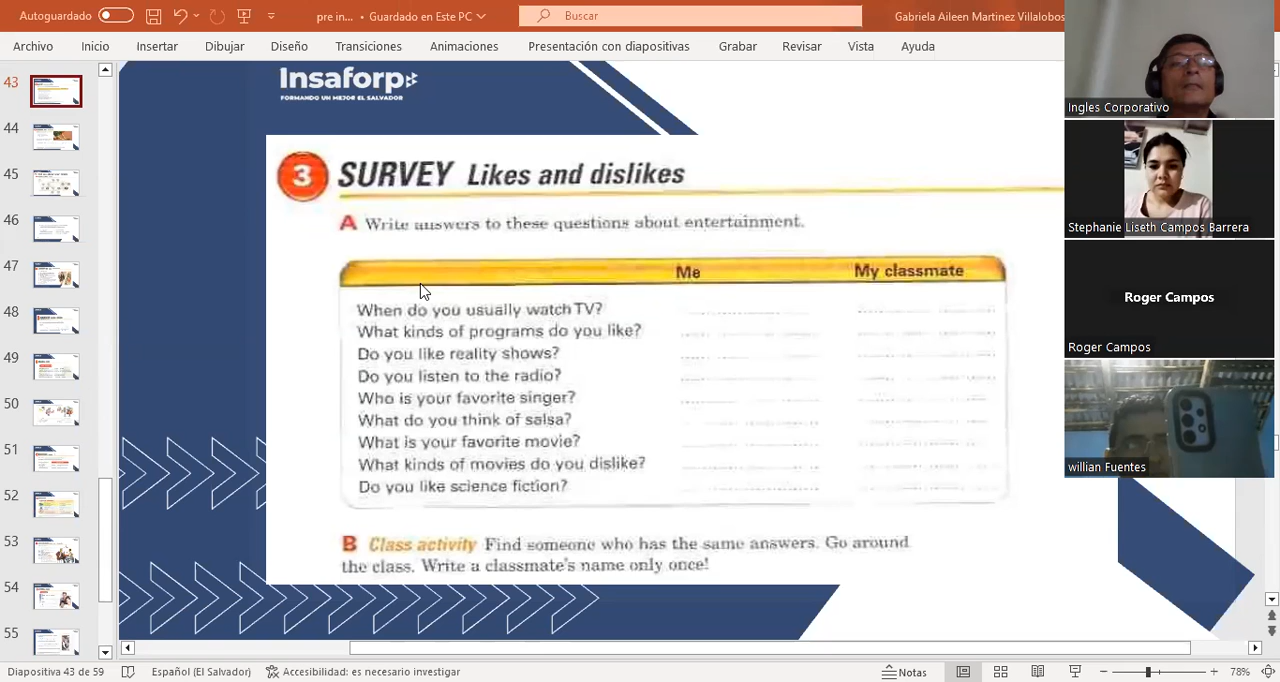 Autoguardado
pre in... • Guardado en Este PC
Buscar
Gabriela Aileen Martinez Villalobos
Archivo Inicio Insertar Dibujar Diseño Transiciones Animaciones Presentación con diapositivas Grabar Revisar Vista Ayuda
43
44
45
46
47
48
49
50
51
52
53
54
55
Insaforp
FORMANDO UN MEJOR EL SALVADOR
3 SURVEY Likes and dislikes
A Write answers to these questions about entertainment.
Me My classmate
When do you usually watch TV?
What kinds of programs do you like?
Do you like reality shows?
Do you listen to the radio?
Who is your favorite singer?
What do you think of salsa?
What is your favorite movie?
What kinds of movies do you dislike?
Do you like science fiction?
B Class activity Find someone who has the same answers. Go around
the class. Write a classmate's name only once!
Ingles Corporativo
Stephanie Liseth Campos Barrera
Roger Campos
Roger Campos
willian Fuentes
Diapositiva 43 de 59 Español (El Salvador) Accesibilidad: es necesario investigar Notas 78%